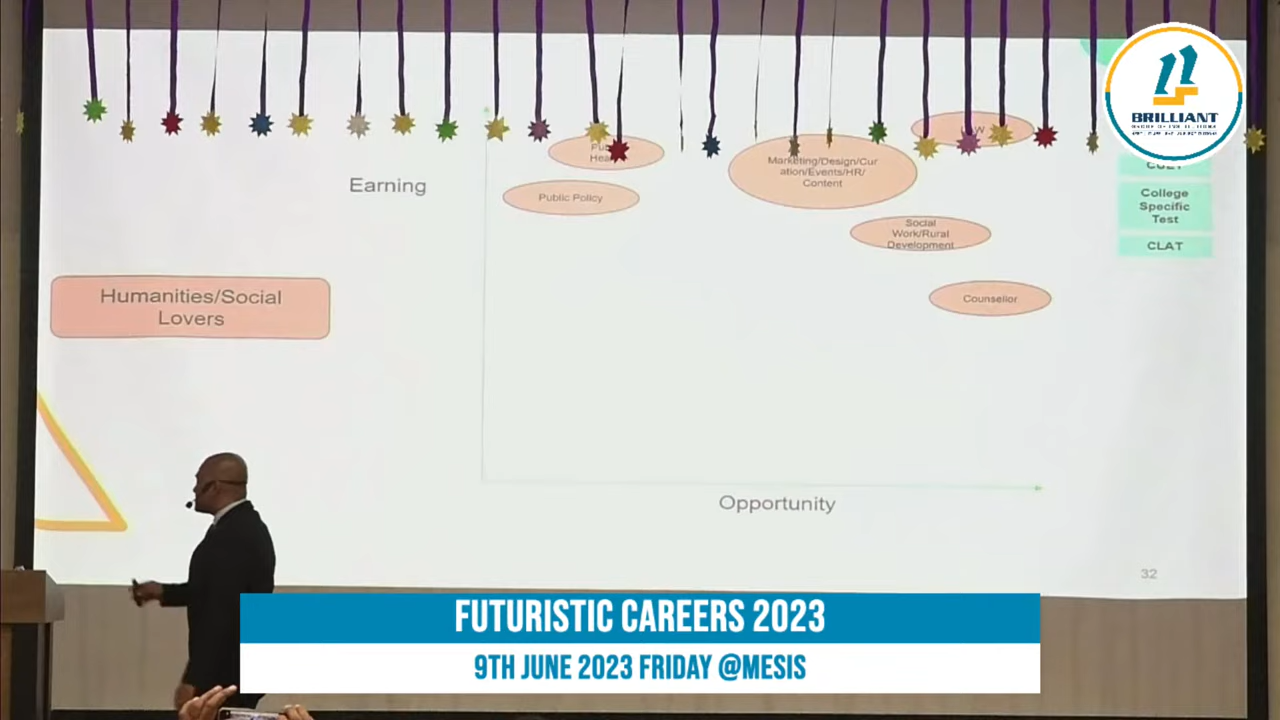 BRILLIANT
Earning
Marketing/Design/Cur
ation/Events/HR/
Content
Public Policy
College
Specific
Test
CLAT
Social
Work/Rural
Development
Humanities/Social
Lovers
Counsellor
Opportunity
32
FUTURISTIC CAREERS 2023
9TH JUNE 2023 FRIDAY @MESIS